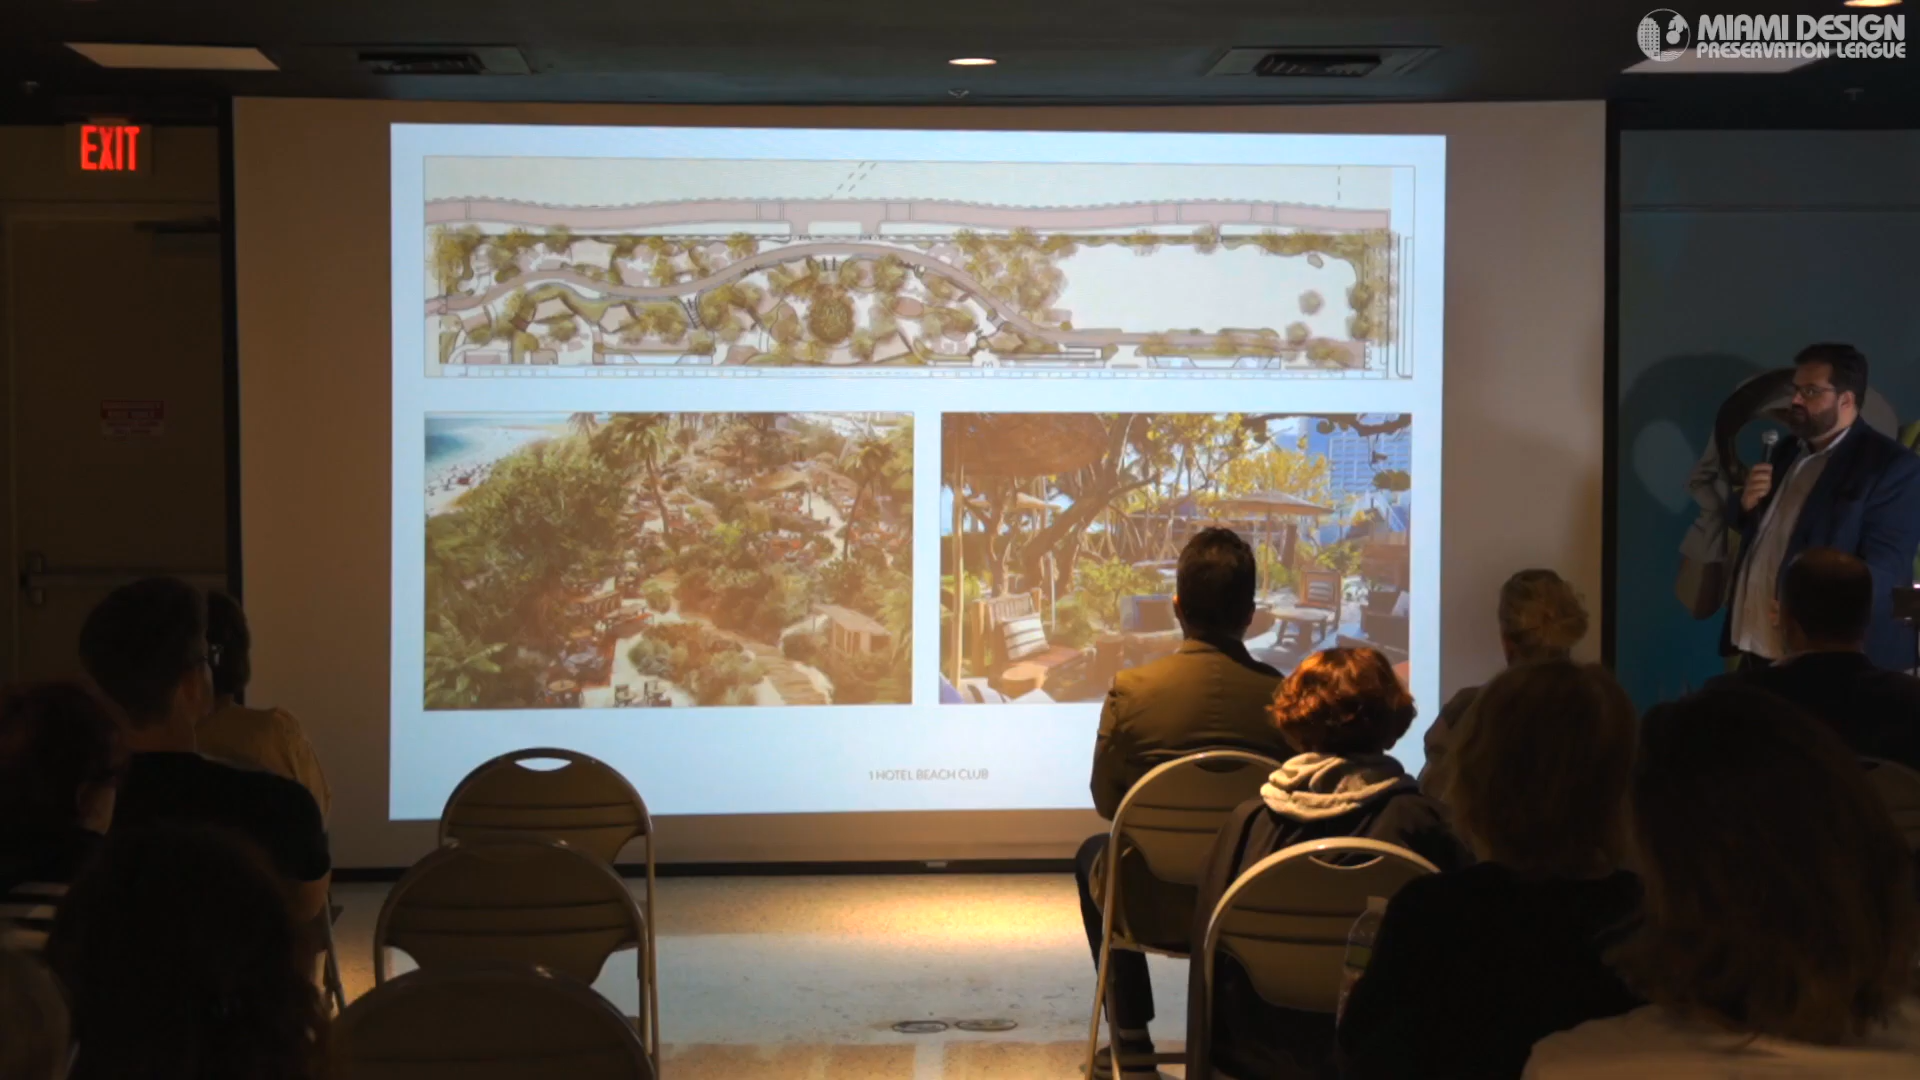 MIAMI DESIGN
PRESERVATION LEAGUE
EXIT
1 HOTEL BEACH CLUB